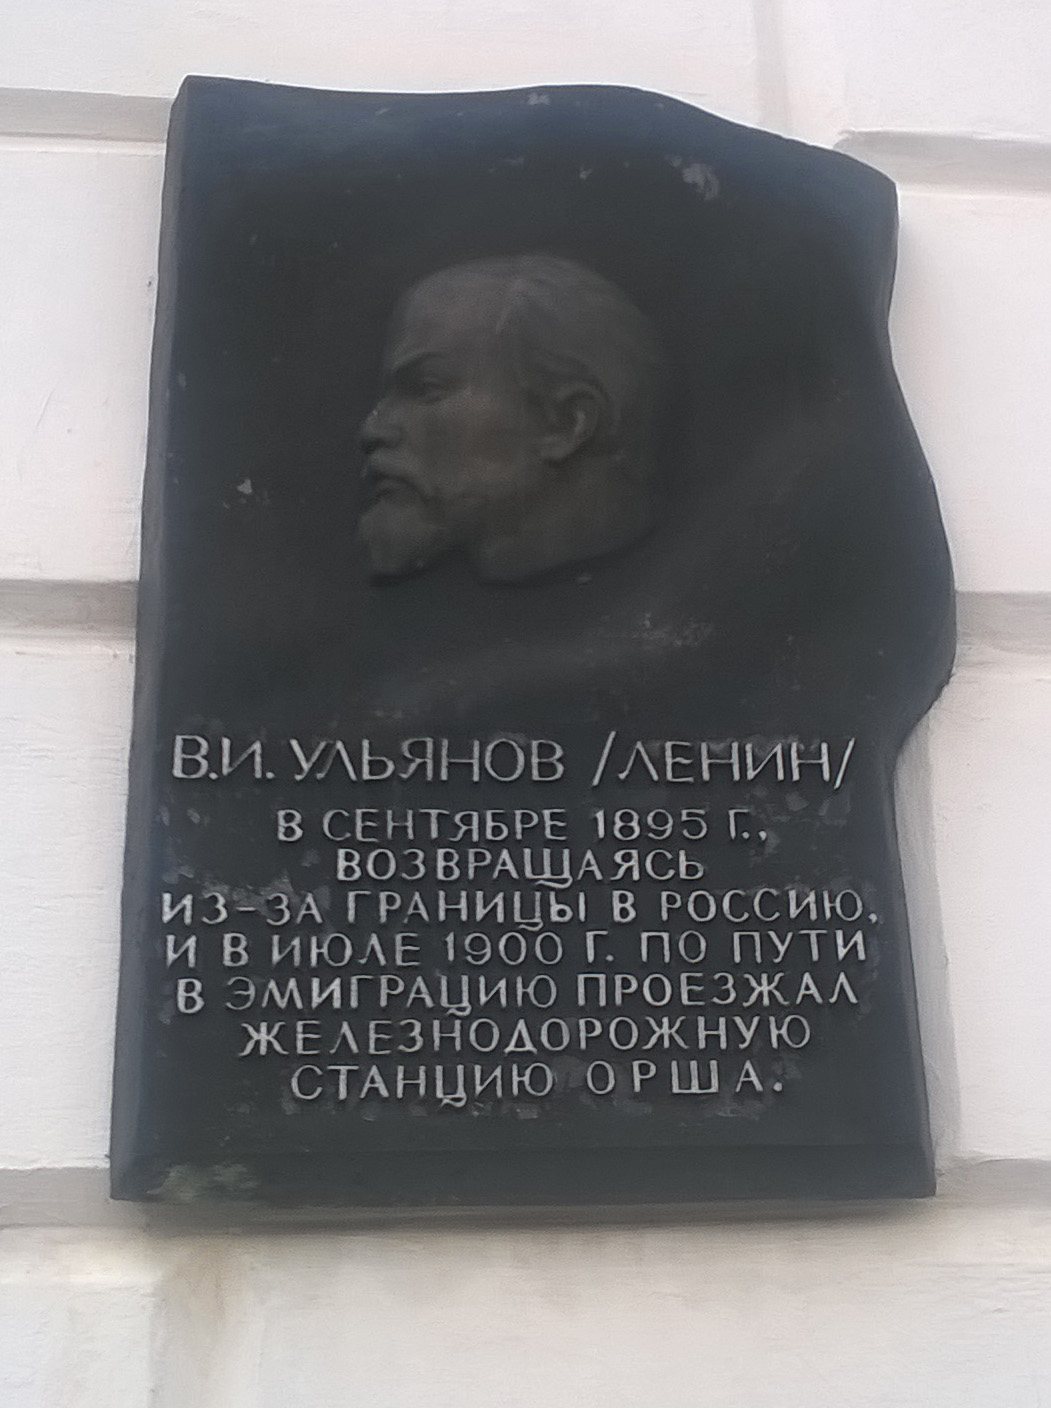 В.И. УЛЬЯНОВ /ЛЕНИН/
В СЕНТЯБРЕ 1895 Г.,
ВОЗВРАЩАЯСЬ
ИЗ-ЗА ГРАНИЦЫ В РОССИЮ,
И В ИЮЛЕ 1900 Г. ПО ПУТИ
В ЭМИГРАЦИЮ ПРОЕЗЖАЛ
ЖЕЛЕЗНОДОРОЖНУЮ
СТАНЦИЮ ОРША.